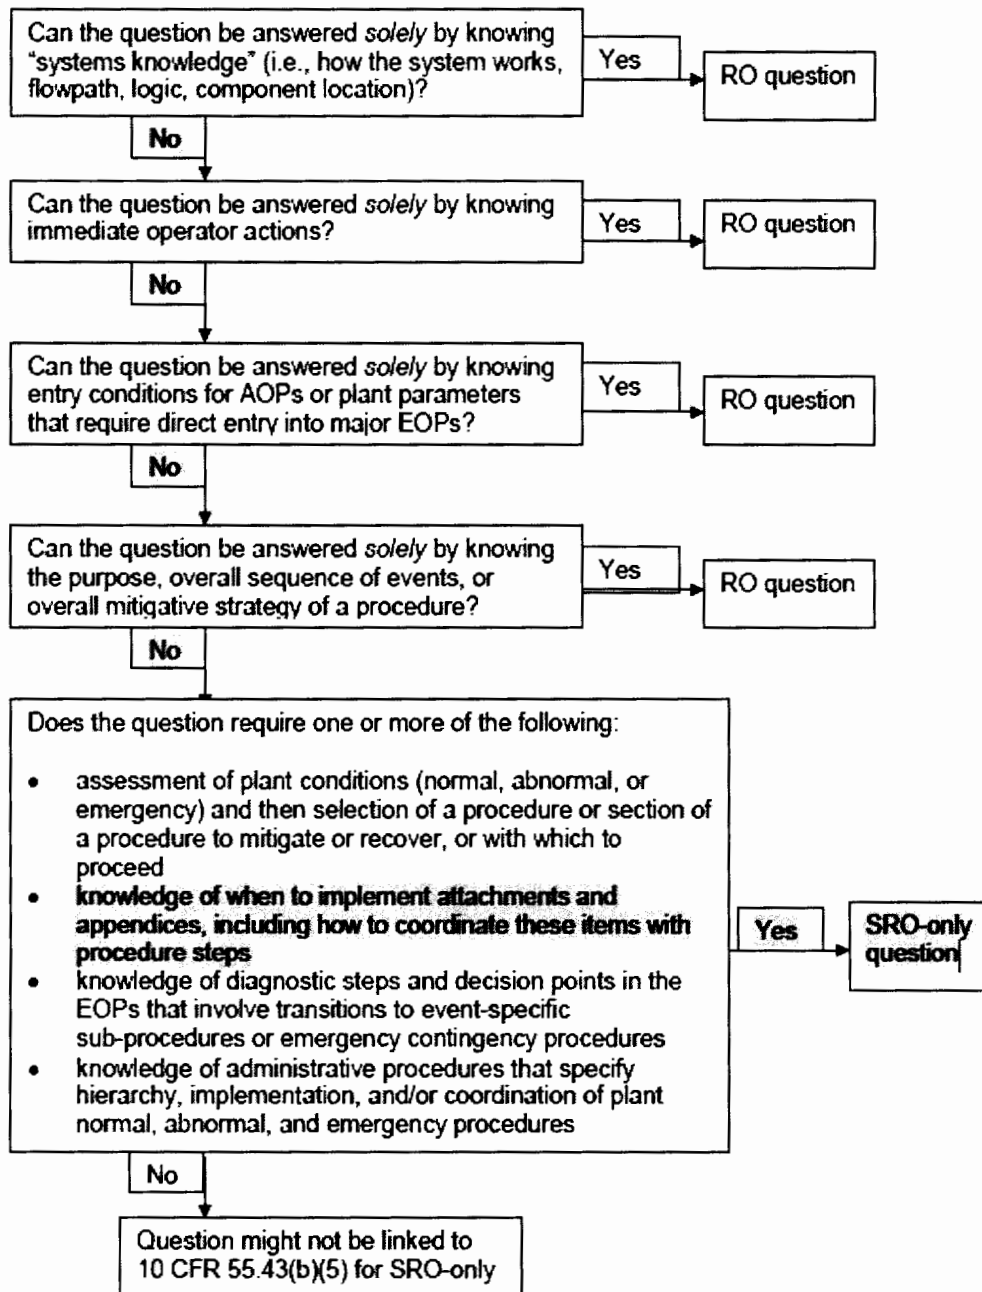 Can the question be answered solely by knowing
"systems knowledge" (i.e., how the system works,
flowpath, logic, component location)?
Yes
RO question
No
Can the question be answered solely by knowing
immediate operator actions?
Yes
RO question
No
Can the question be answered solely by knowing
entry conditions for AOPs or plant parameters
that require direct entry into major EOPs?
Yes
RO question
No
Can the question be answered solely by knowing
the purpose, overall sequence of events, or
overall mitigative strategy of a procedure?
Yes
RO question
No
Does the question require one or more of the following:
• assessment of plant conditions (normal, abnormal, or
emergency) and then selection of a procedure or section of
a procedure to mitigate or recover, or with which to
proceed
• knowledge of when to implement attachments and
appendices, including how to coordinate these items with
procedure steps
• knowledge of diagnostic steps and decision points in the
EOPs that involve transitions to event-specific
sub-procedures or emergency contingency procedures
• knowledge of administrative procedures that specify
hierarchy, implementation, and/or coordination of plant
normal, abnormal, and emergency procedures
Yes
SRO-only
question
No
Question might not be linked to
10 CFR 55.43(b)(5) for SRO-only